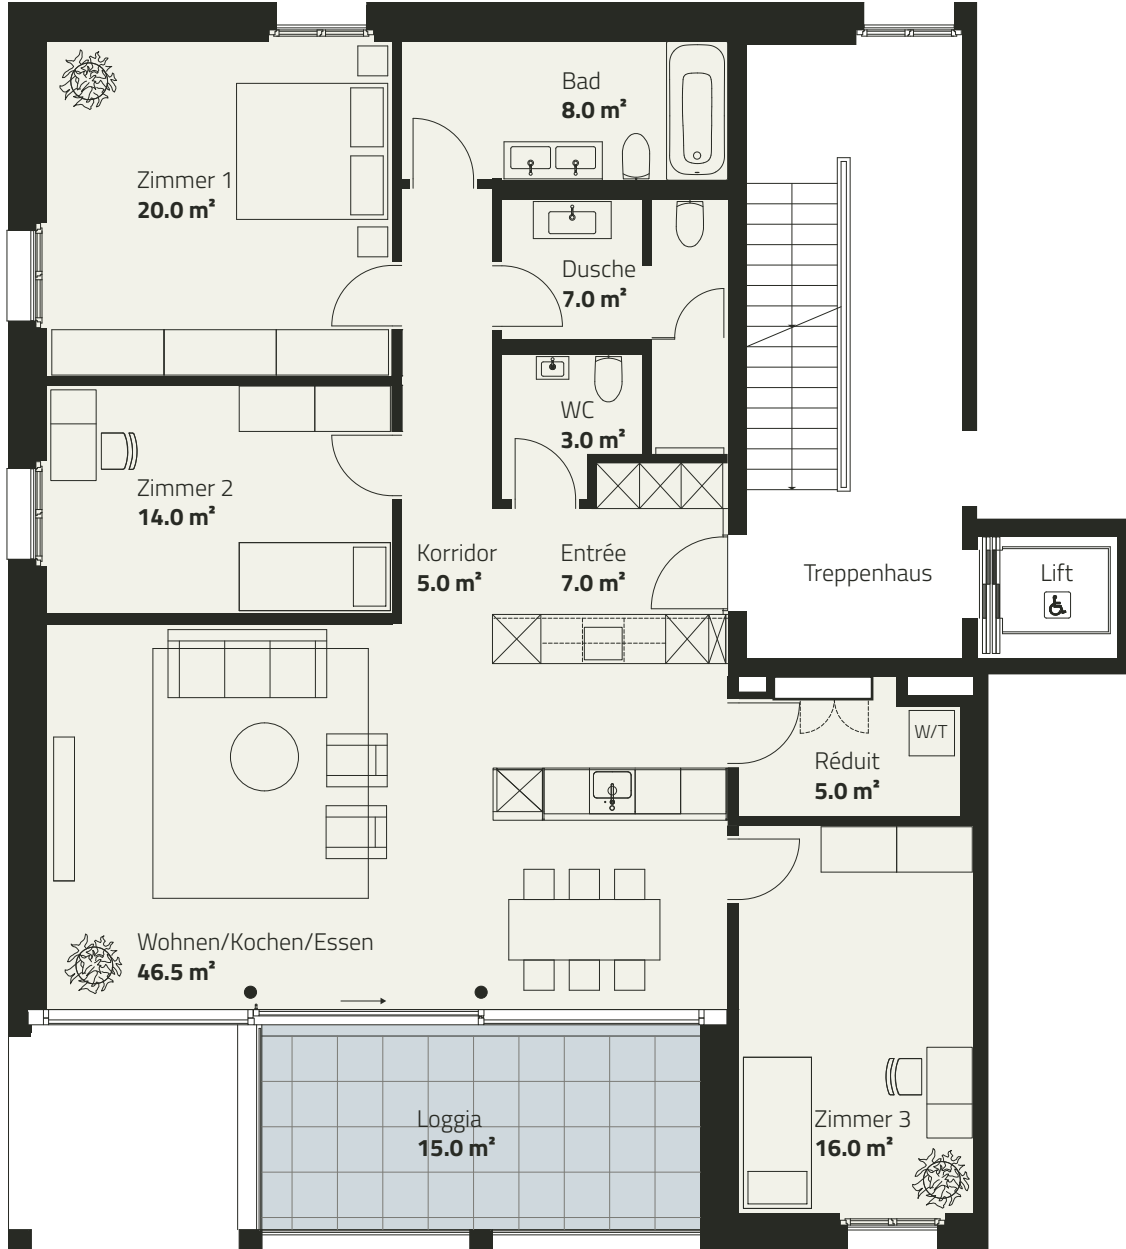 Bad
8.0 m²
Zimmer 1
20.0 m²
Dusche
7.0 m²
WC
3.0 m²
Zimmer 2
14.0 m²
Korridor
5.0 m²
Entrée
7.0 m²
Treppenhaus
Lift
W/T
Réduit
5.0 m²
Wohnen/Kochen/Essen
46.5 m²
Loggia
15.0 m²
Zimmer 3
16.0 m²